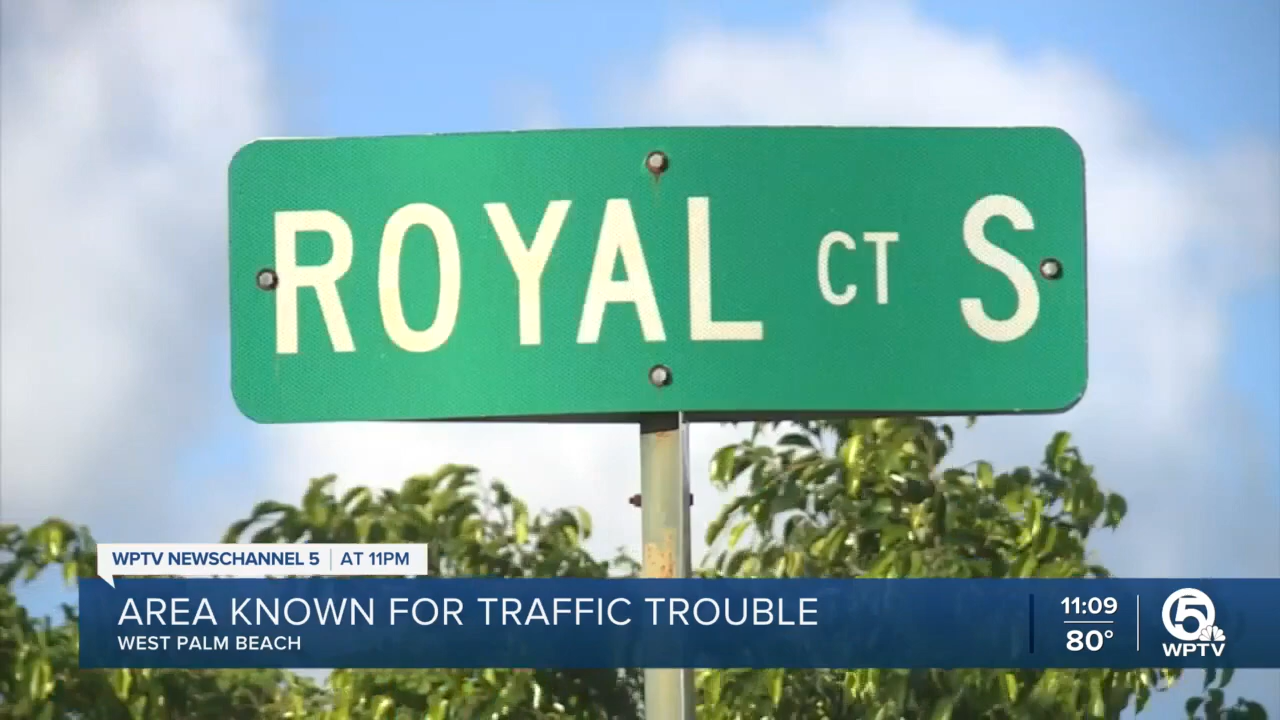 ROYAL CT S
WPTV NEWSCHANNEL 5 | AT 11PM
AREA KNOWN FOR TRAFFIC TROUBLE
WEST PALM BEACH
11:09
80°
5
WPTV